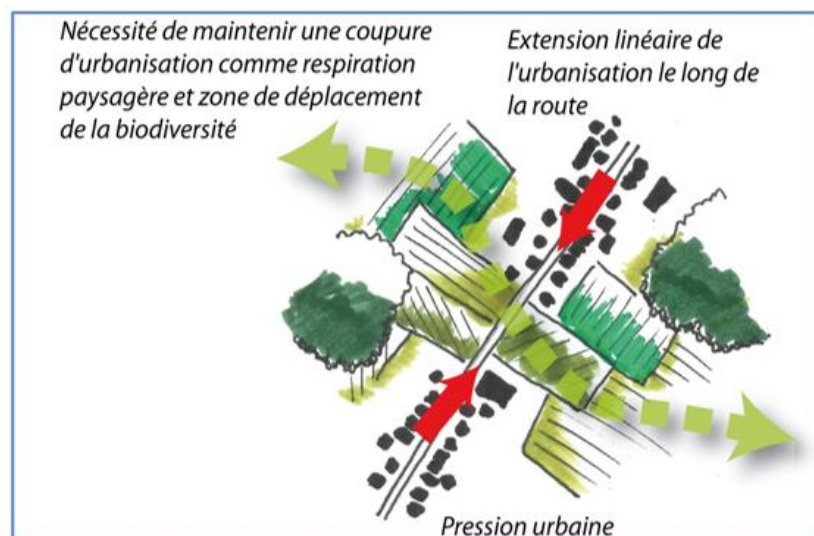 Nécessité de maintenir une coupure
d'urbanisation comme respiration
paysagère et zone de déplacement
de la biodiversité
Extension linéaire de
l'urbanisation le long de
la route
Pression urbaine